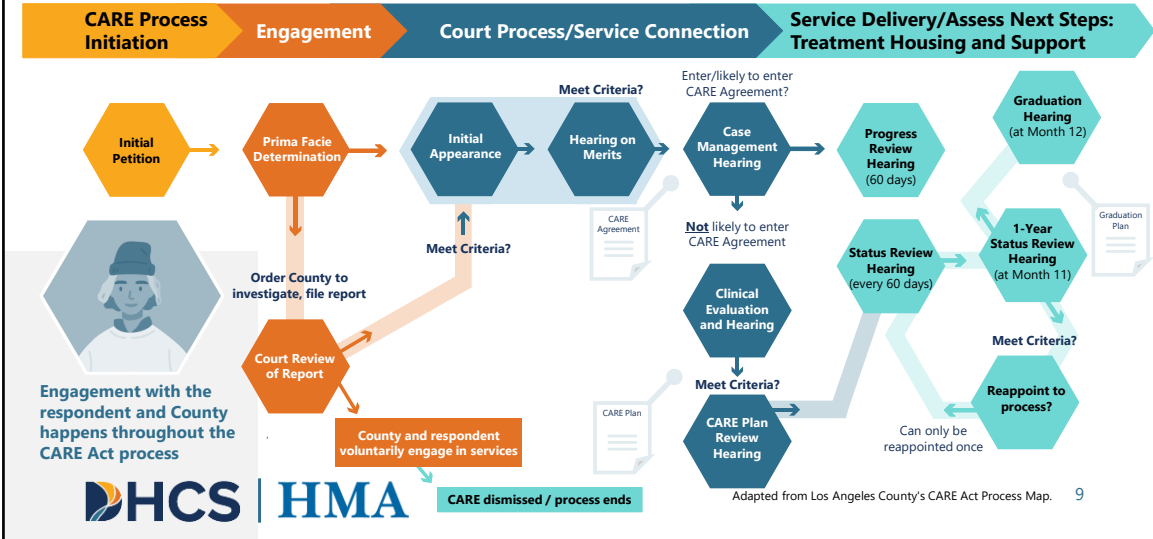 CARE Process
Initiation
Engagement
Court Process/Service Connection
Service Delivery/Assess Next Steps:
Treatment Housing and Support
Initial
Petition
Prima Facie
Determination
Order County to
investigate, file report
Court Review
of Report
County and respondent
voluntarily engage in services
CARE dismissed / process ends
Meet Criteria?
Initial
Appearance
Meet Criteria?
Hearing on
Merits
Enter/likely to enter
CARE Agreement?
Case
Management
Hearing
CARE
Agreement
Not likely to enter
CARE Agreement
Clinical
Evaluation
and Hearing
Meet Criteria?
CARE Plan
CARE Plan
Review
Hearing
Progress
Review
Hearing
(60 days)
Status Review
Hearing
(every 60 days)
Graduation
Hearing
(at Month 12)
1-Year
Status Review
Hearing
(at Month 11)
Graduation
Plan
Meet Criteria?
Reappoint to
process?
Can only be
reappointed once
Engagement with the
respondent and County
happens throughout the
CARE Act process
.
DHCS
HMA
Adapted from Los Angeles County's CARE Act Process Map.
9